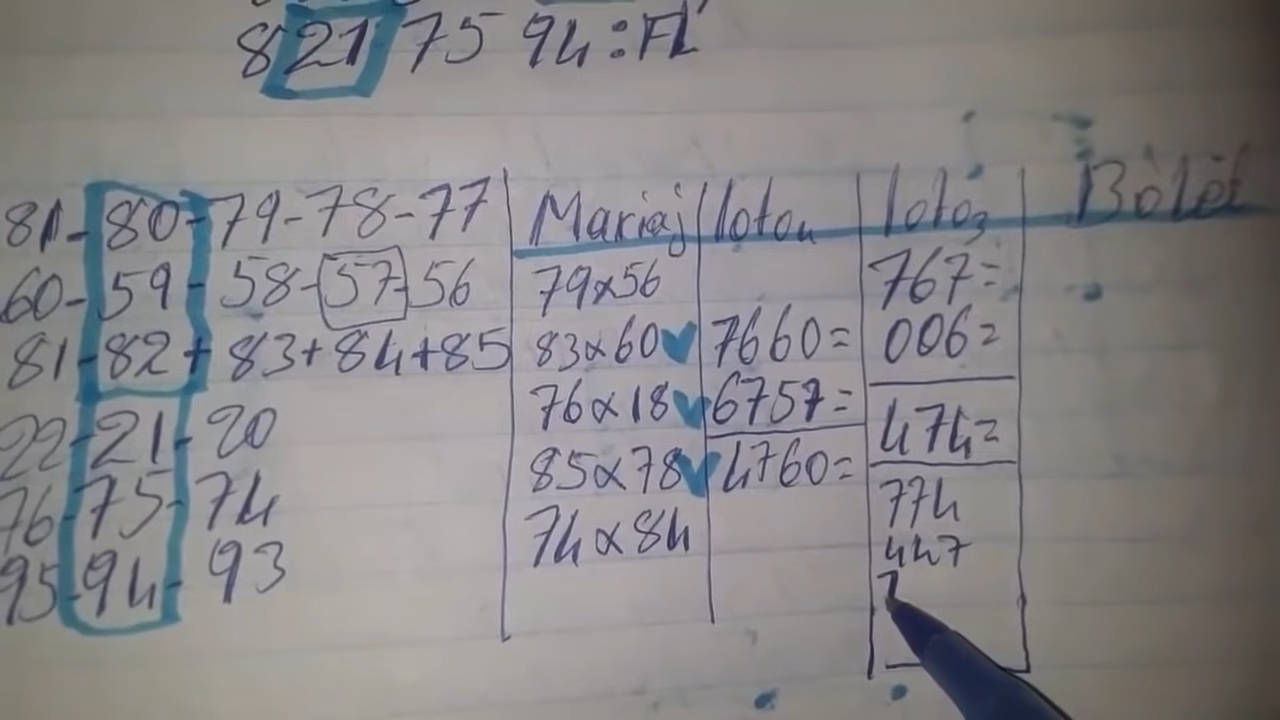 821 75 94:FL
81-80-79-78-77
60-59-58-57-56
81-82+83+84+85
22-21-20
76-75-74
95-94-93
Mariaj
79x56
83x60
76x18
85x78
74x84
loto4
7660=
6757=
4760=
loto3
767=
006=
474=
774
447
7
Bòlèt